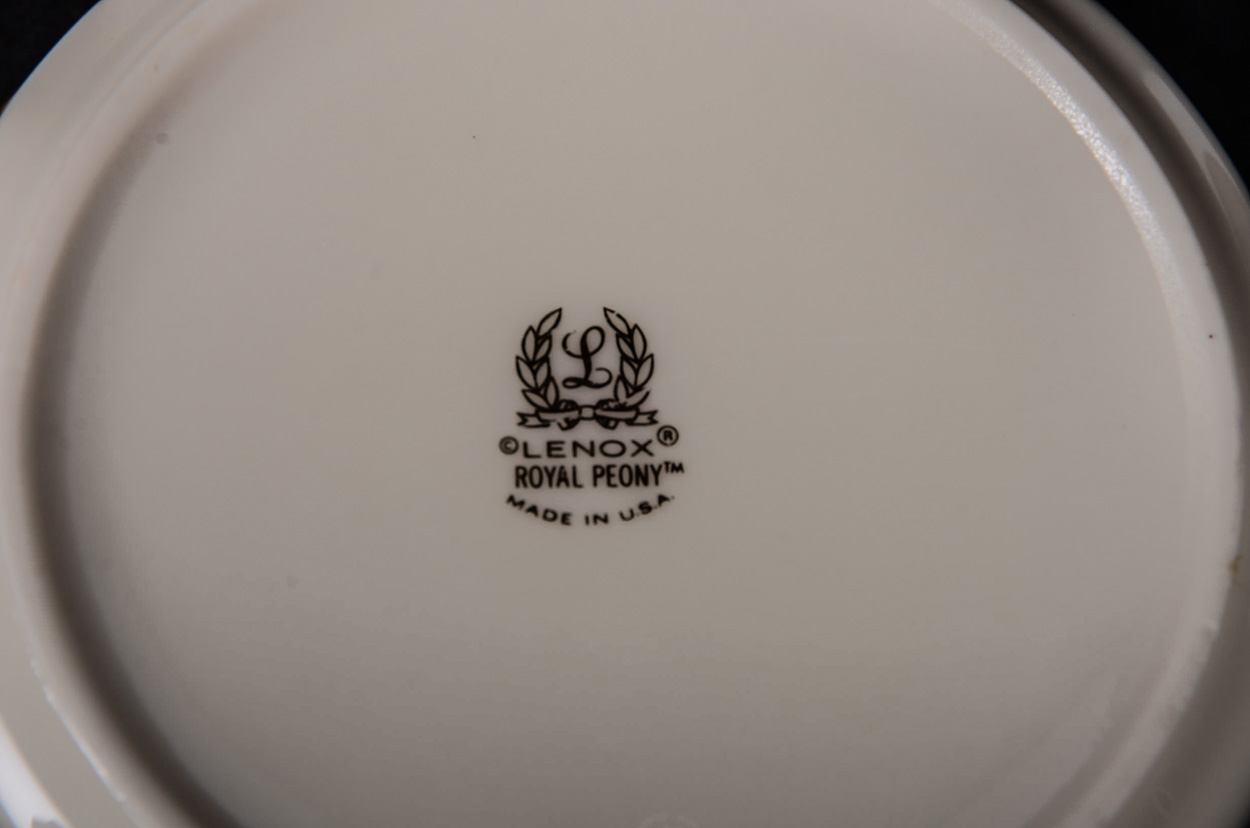 L
©LENOX®
ROYAL PEONY™
MADE IN U.S.A.